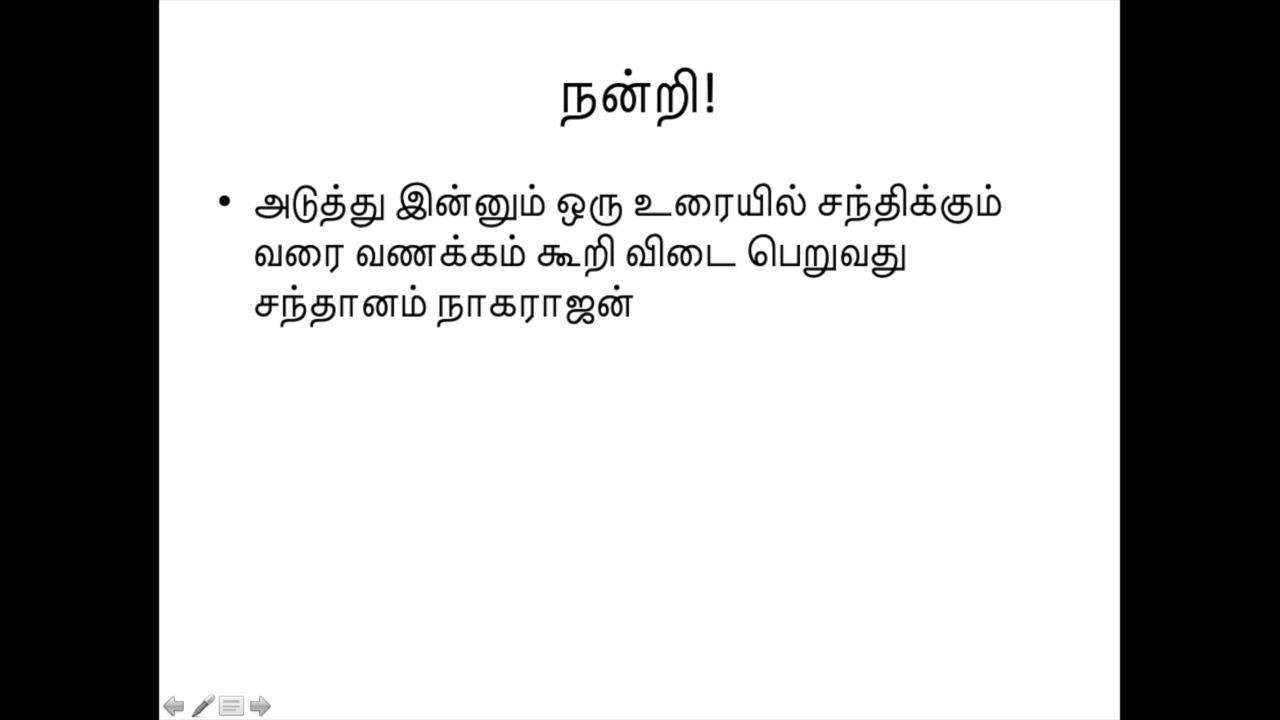 நன்றி!
• அடுத்து இன்னும் ஒரு உரையில் சந்திக்கும்
வரை வணக்கம் கூறி விடை பெறுவது
சந்தானம் நாகராஜன்